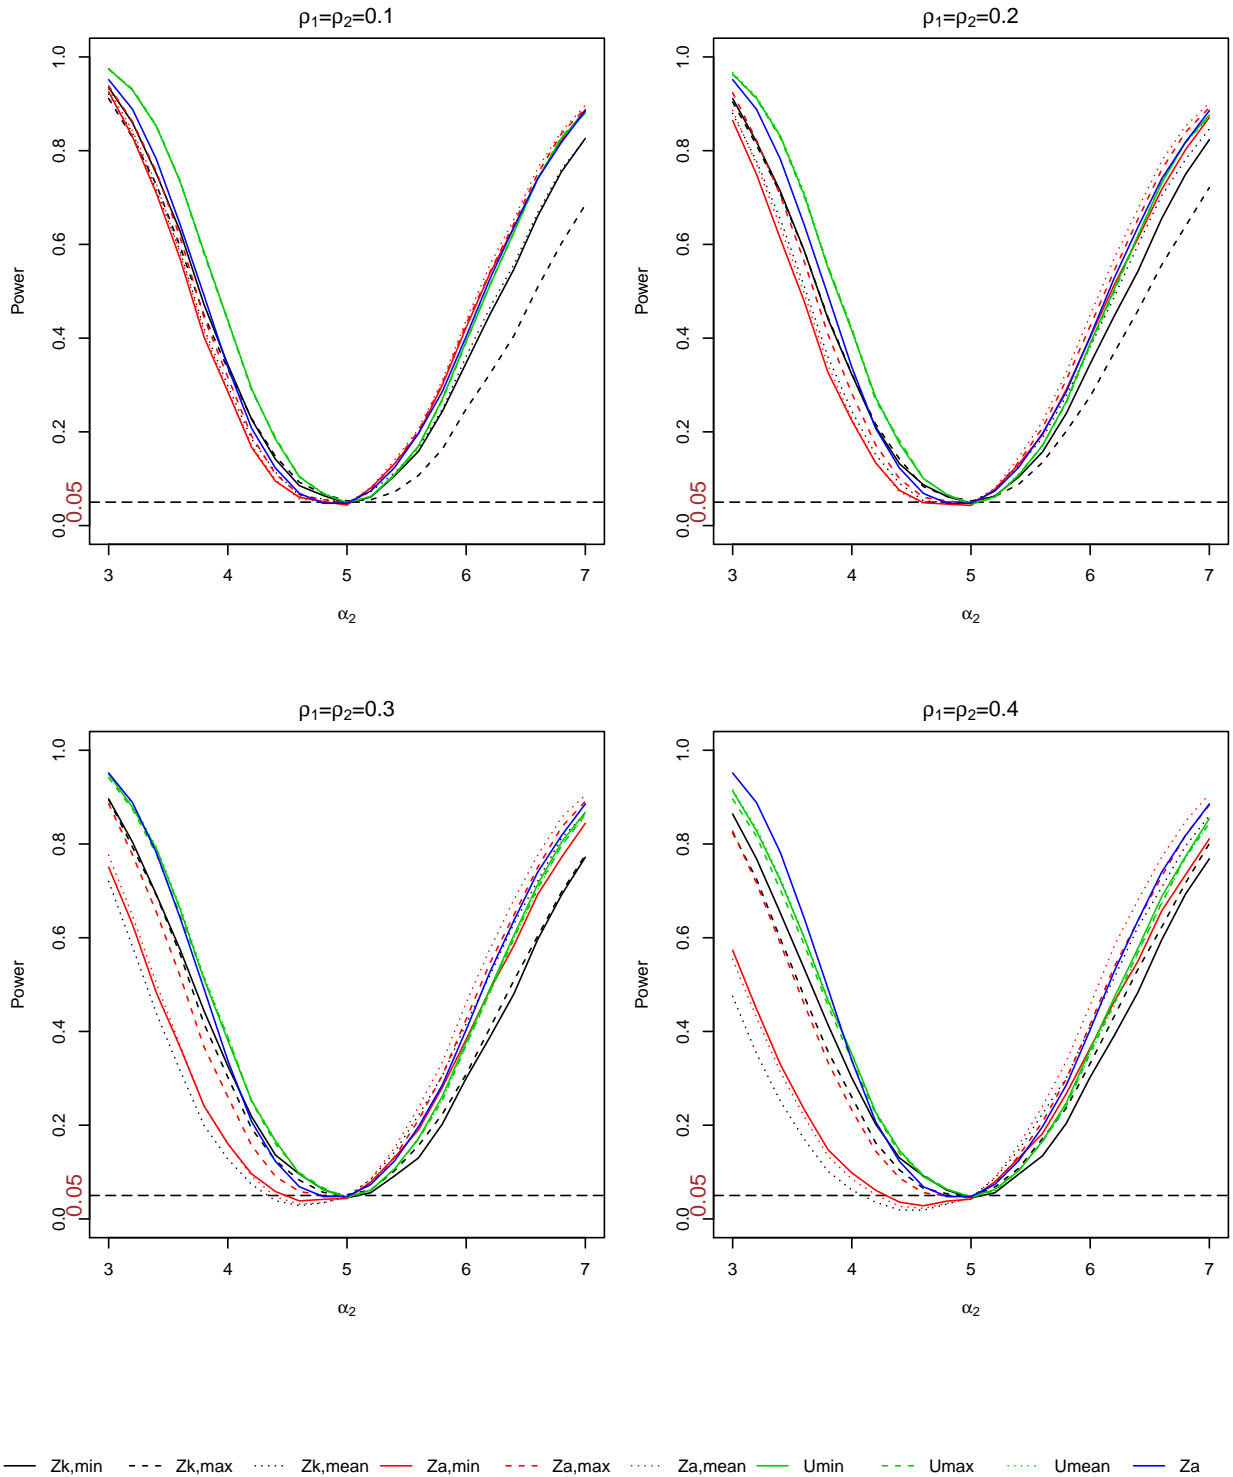 ρ1=ρ2=0.1
Power
0.0 0.2 0.4 0.6 0.8 1.0
0.05
3 4 5 6 7
α2
ρ1=ρ2=0.2
Power
0.0 0.2 0.4 0.6 0.8 1.0
0.05
3 4 5 6 7
α2
ρ1=ρ2=0.3
Power
0.0 0.2 0.4 0.6 0.8 1.0
0.05
3 4 5 6 7
α2
ρ1=ρ2=0.4
Power
0.0 0.2 0.4 0.6 0.8 1.0
0.05
3 4 5 6 7
α2
Zk,min Zk,max Zk,mean Za,min Za,max Za,mean Umin Umax Umean Za